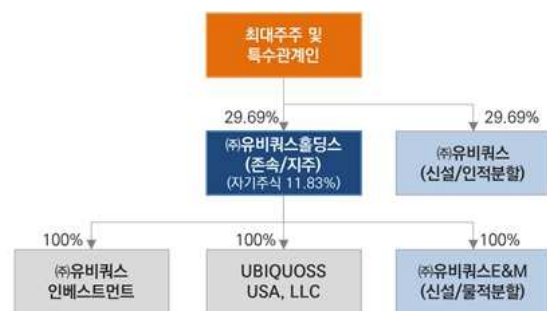 최대주주 및
특수관계인
29.69%
29.69%
㈜유비쿼스홀딩스
(존속/지주)
(자기주식 11.83%)
㈜유비쿼스
(신설/인적분할)
100%
100%
100%
㈜유비쿼스
인베스트먼트
UBIQUOSS
USA, LLC
㈜유비쿼스E&M
(신설/물적분할)